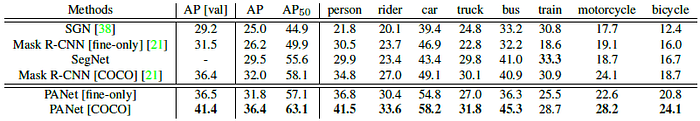 Methods AP [val] AP AP50 person rider car truck bus train motorcycle bicycle
SGN [38] 29.2 25.0 44.9 21.8 20.1 39.4 24.8 33.2 30.8 17.7 12.4
Mask R-CNN [fine-only] [21] 31.5 26.2 49.9 30.5 23.7 46.9 22.8 32.2 18.6 19.1 16.0
SegNet - 29.5 55.6 29.9 23.4 43.4 29.8 41.0 33.3 18.7 16.7
Mask R-CNN [COCO] [21] 36.4 32.0 58.1 34.8 27.0 49.1 30.1 40.9 30.9 24.1 18.7
PANet [fine-only] 36.5 31.8 57.1 36.8 30.4 54.8 27.0 36.3 25.5 22.6 20.8
PANet [COCO] 41.4 36.4 63.1 41.5 33.6 58.2 31.8 45.3 28.7 28.2 24.1